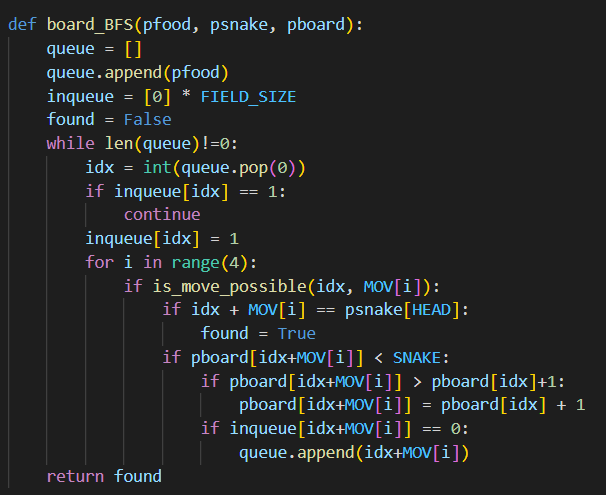 def board_BFS(pfood, psnake, pboard):
    queue = []
    queue.append(pfood)
    inqueue = [0] * FIELD_SIZE
    found = False
    while len(queue)!=0:
        idx = int(queue.pop(0))
        if inqueue[idx] == 1:
            continue
        inqueue[idx] = 1
        for i in range(4):
            if is_move_possible(idx, MOV[i]):
                if idx + MOV[i] == psnake[HEAD]:
                    found = True
                if pboard[idx+MOV[i]] < SNAKE:
                    if pboard[idx+MOV[i]] > pboard[idx]+1:
                        pboard[idx+MOV[i]] = pboard[idx] + 1
                    if inqueue[idx+MOV[i]] == 0:
                        queue.append(idx+MOV[i])
    return found